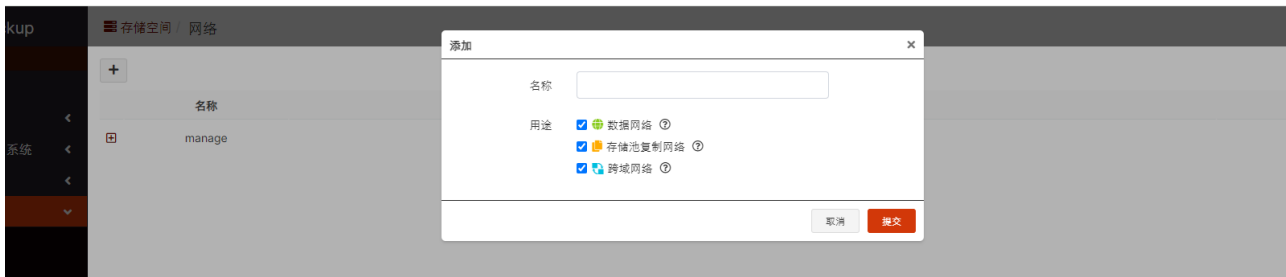 kup
存储空间 / 网络
添加 ×
+
名称
名称
manage
用途 数据网络 ?
存储池复制网络 ?
跨域网络 ?
系统
取消 提交